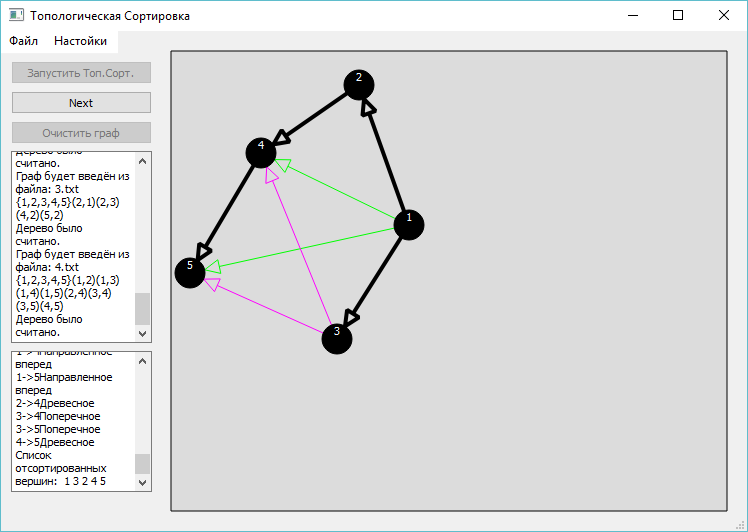 Топологическая Сортировка
Файл Настойки
Запустить Топ.Сорт.
Next
Очистить граф
Дерево было
считано.
Граф будет введён из
файла: 3.txt
{1,2,3,4,5}(2,1)(2,3)
(4,2)(5,2)
Дерево было
считано.
Граф будет введён из
файла: 4.txt
{1,2,3,4,5}(1,2)(1,3)
(1,4)(1,5)(2,4)(3,4)
(3,5)(4,5)
Дерево было
считано.
1->4Направленное
вперед
1->5Направленное
вперед
2->4Древесное
3->4Поперечное
3->5Поперечное
4->5Древесное
Список
отсортированных
вершин: 1 3 2 4 5
2
4
1
5
3